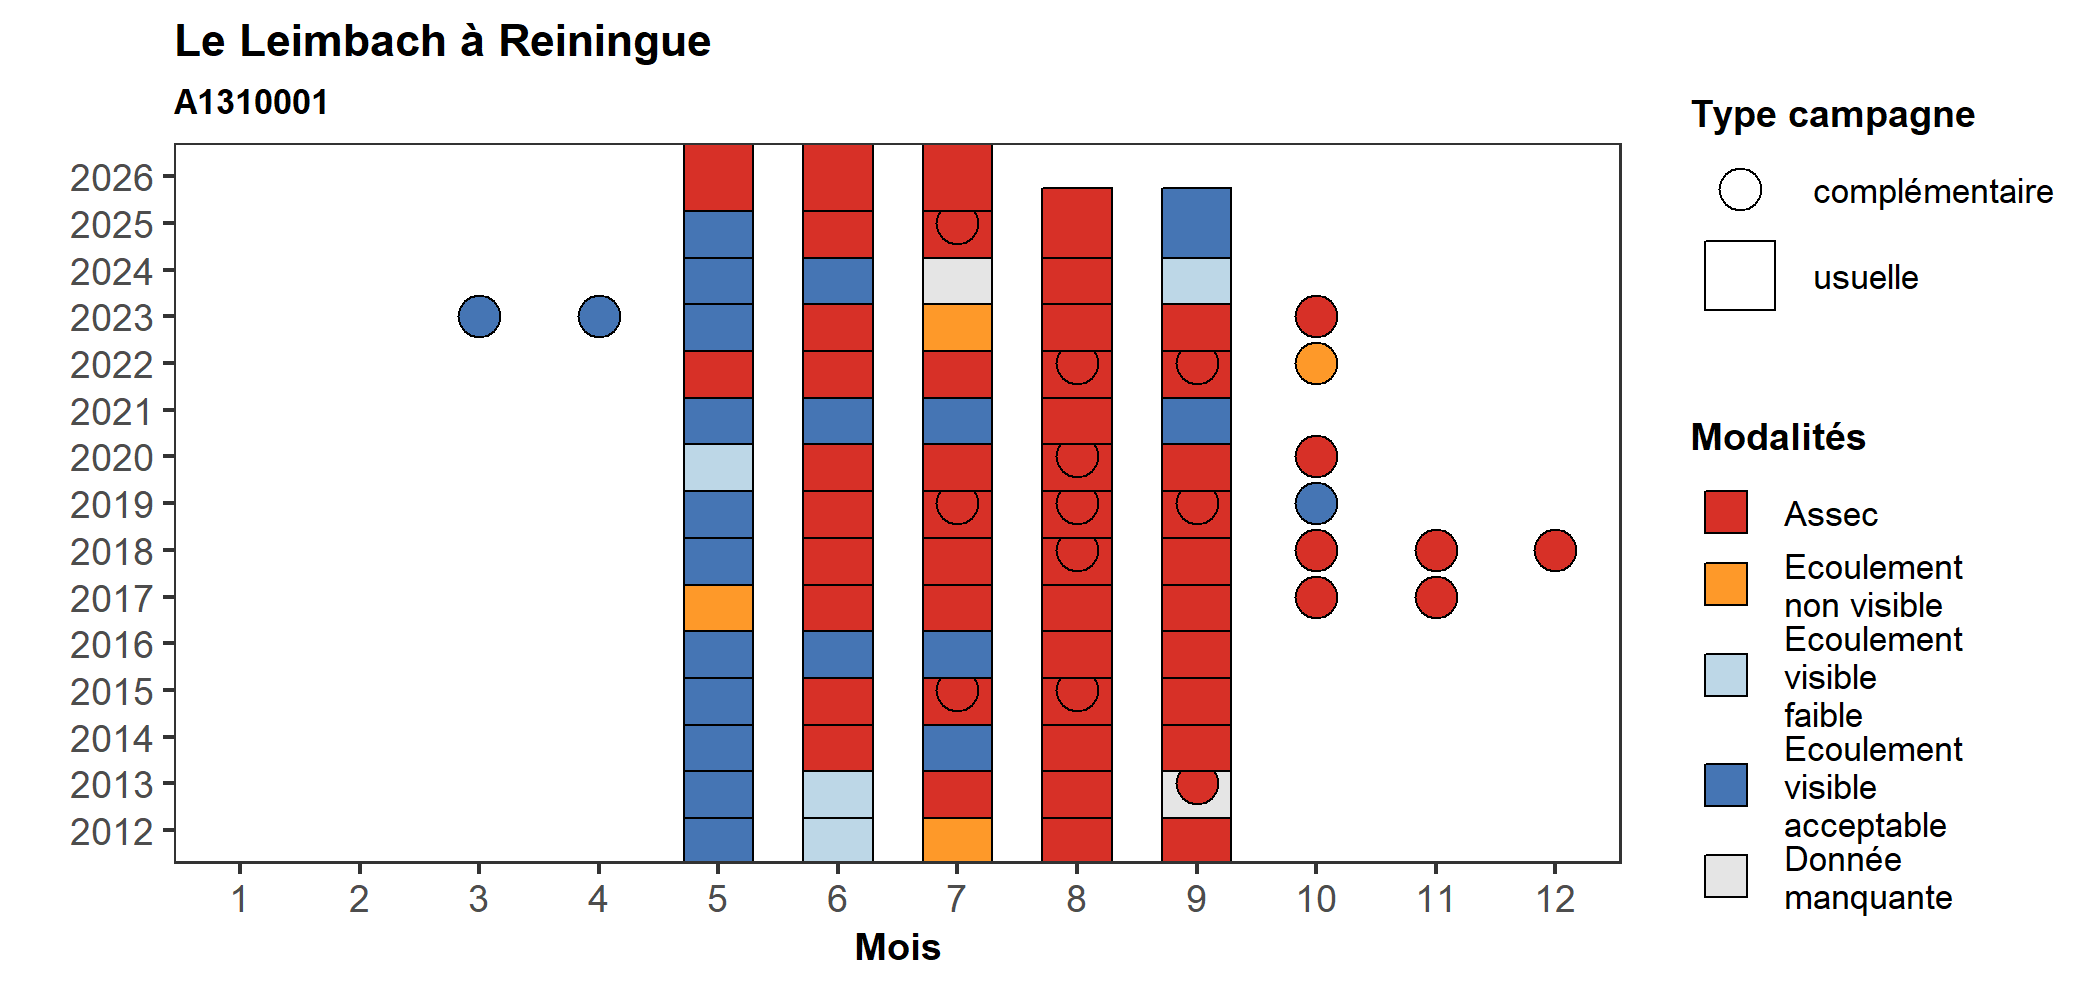 Le Leimbach à Reiningue
A1310001
2026
2025
2024
2023
2022
2021
2020
2019
2018
2017
2016
2015
2014
2013
2012
1 2 3 4 5 6 7 8 9 10 11 12
Mois
Type campagne
complémentaire
usuelle
Modalités
Assec
Ecoulement
non visible
Ecoulement
visible
faible
Ecoulement
visible
acceptable
Donnée
manquante